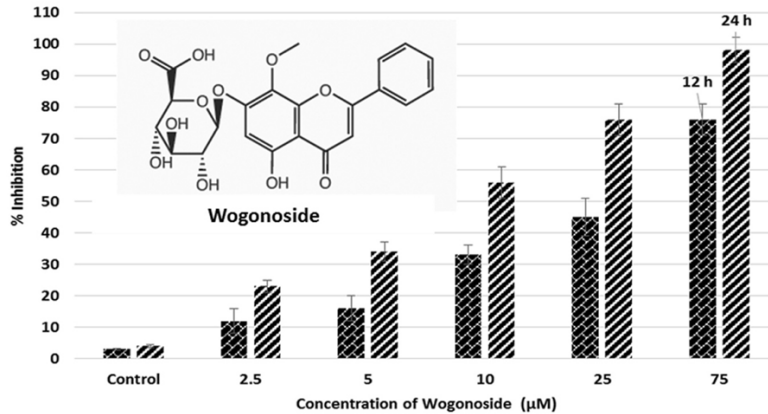 110
100
90
80
70
60
50
40
30
20
10
0
% Inhibition
O
OH
O
O
O
O
OH
OH
OH
OH
O
Wogonoside
12 h
24 h
Control 2.5 5 10 25 75
Concentration of Wogonoside (µM)